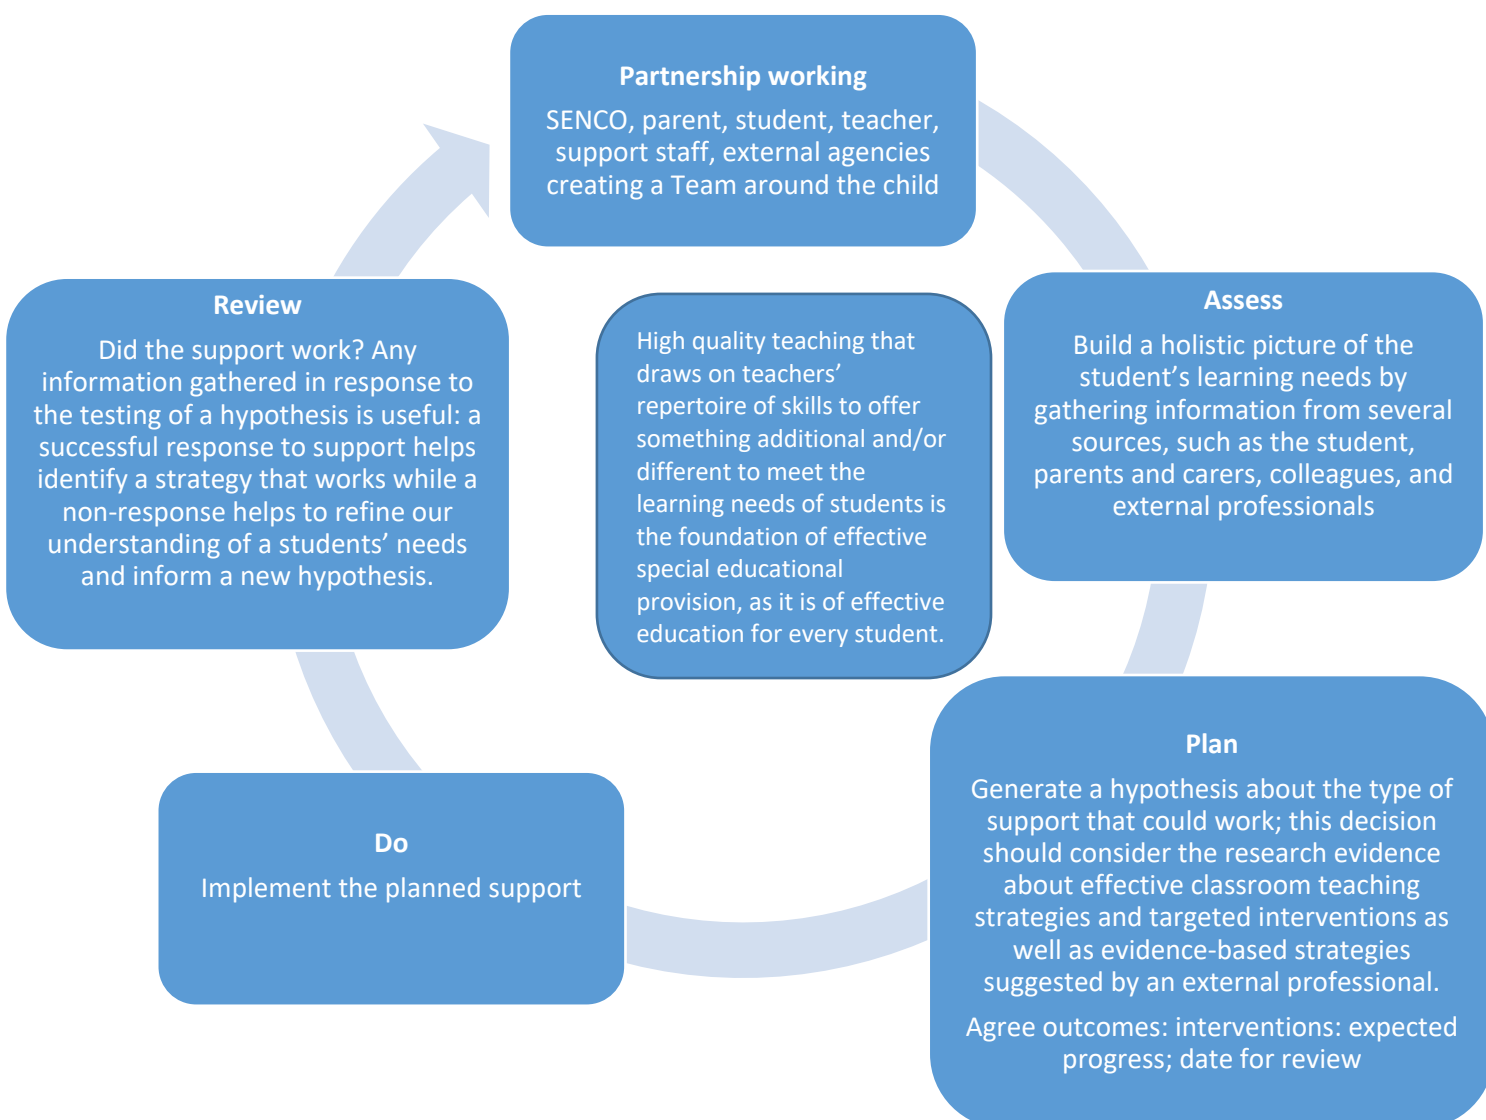 Partnership working
SENCO, parent, student, teacher,
support staff, external agencies
creating a Team around the child
Assess
Build a holistic picture of the
student’s learning needs by
gathering information from several
sources, such as the student,
parents and carers, colleagues, and
external professionals
Plan
Generate a hypothesis about the type of
support that could work; this decision
should consider the research evidence
about effective classroom teaching
strategies and targeted interventions as
well as evidence-based strategies
suggested by an external professional.
Agree outcomes: interventions: expected
progress; date for review
Do
Implement the planned support
Review
Did the support work? Any
information gathered in response to
the testing of a hypothesis is useful: a
successful response to support helps
identify a strategy that works while a
non-response helps to refine our
understanding of a students’ needs
and inform a new hypothesis.
High quality teaching that
draws on teachers’
repertoire of skills to offer
something additional and/or
different to meet the
learning needs of students is
the foundation of effective
special educational
provision, as it is of effective
education for every student.